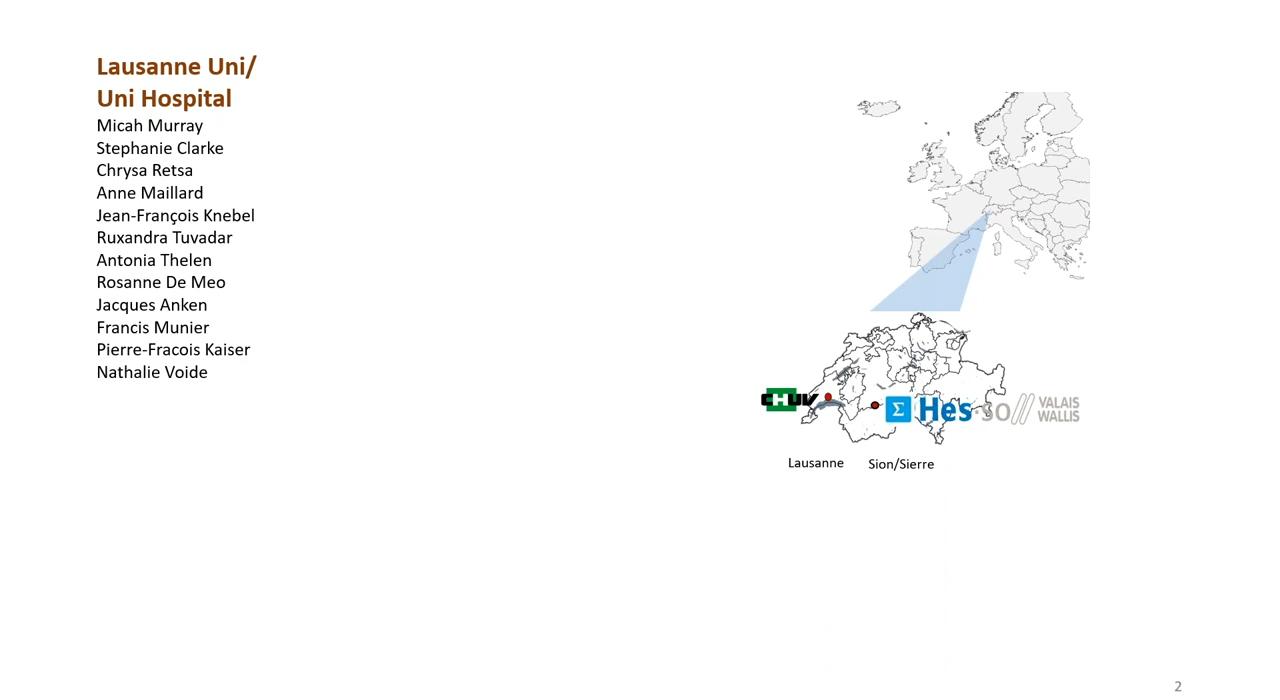 Lausanne Uni/
Uni Hospital
Micah Murray
Stephanie Clarke
Chrysa Retsa
Anne Maillard
Jean-François Knebel
Ruxandra Tuvadar
Antonia Thelen
Rosanne De Meo
Jacques Anken
Francis Munier
Pierre-Fracois Kaiser
Nathalie Voide
CHUV
Σ Hes·so// VALAIS
WALLIS
Lausanne
Sion/Sierre
2